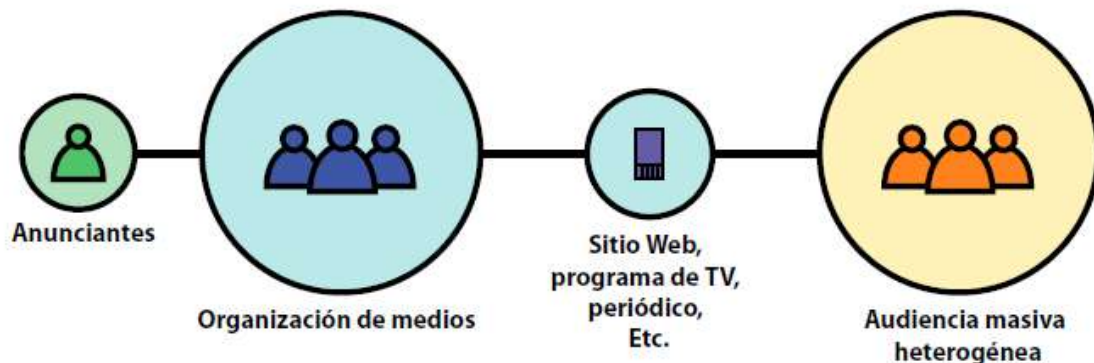 Anunciantes
Organización de medios
Sitio Web,
programa de TV,
periódico,
Etc.
Audiencia masiva
heterogénea